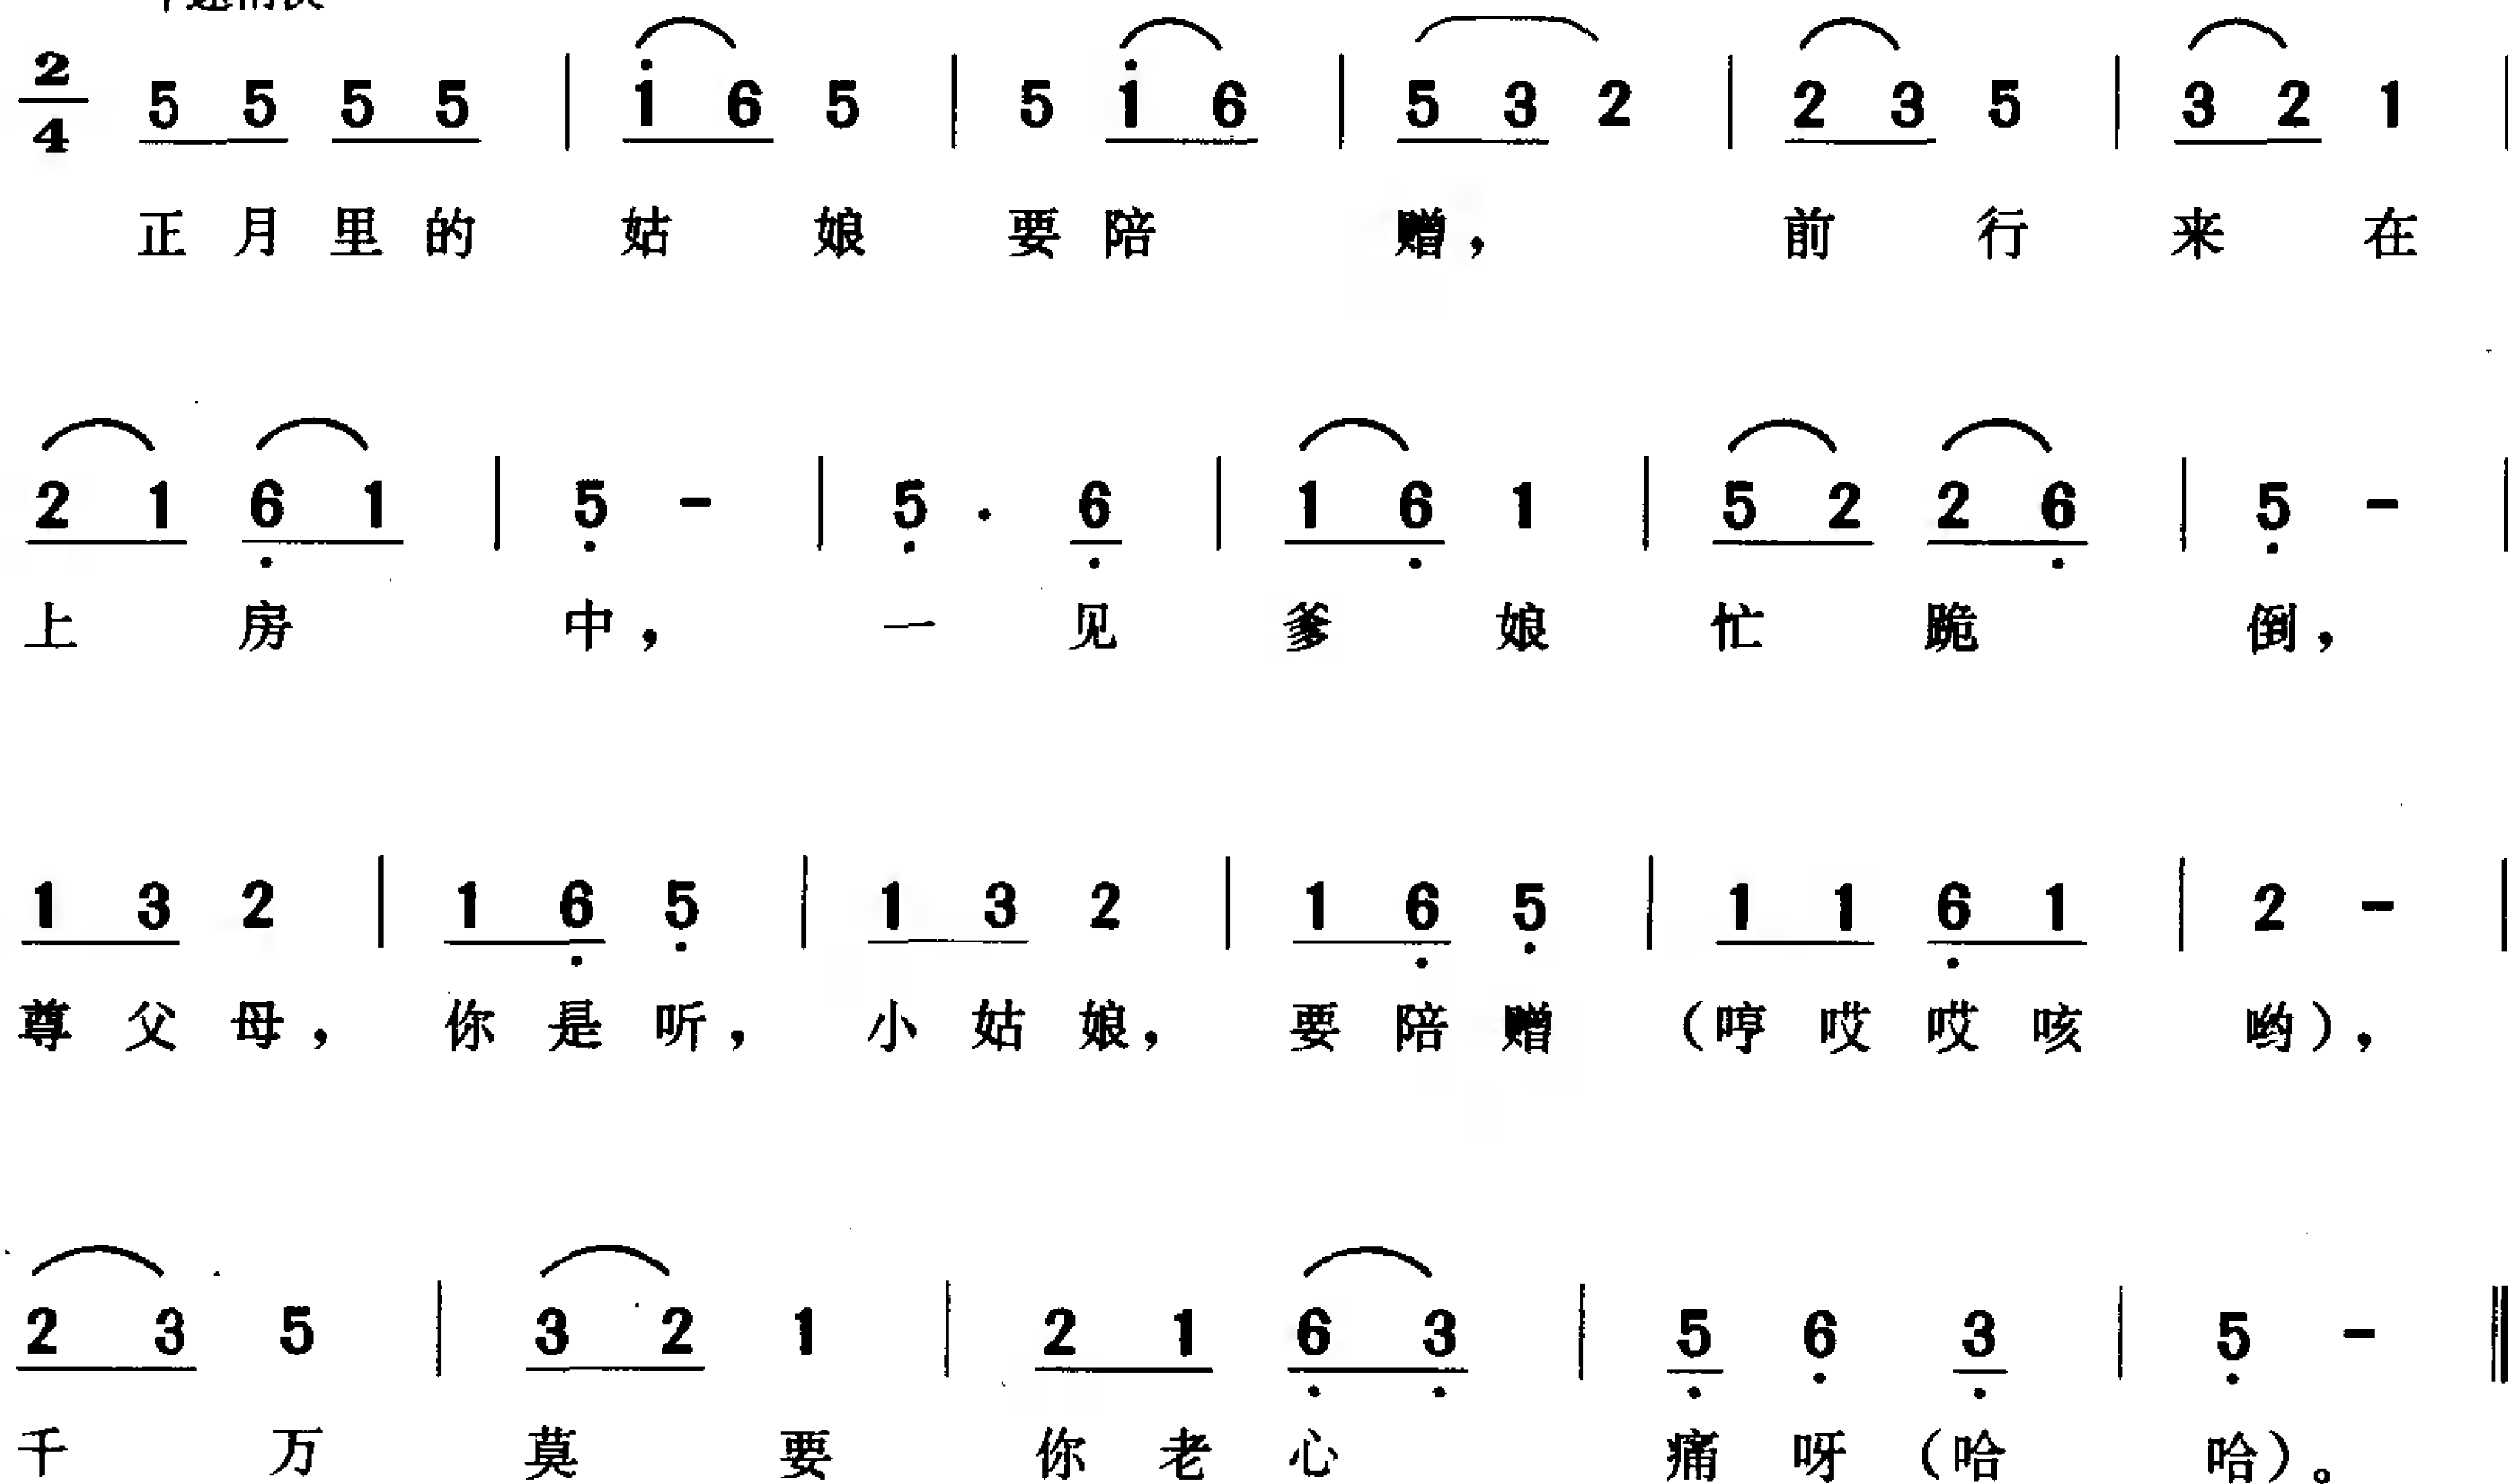 2/4 5 5 5 5 | i 6 5 | 5 i 6 | 5 3 2 | 2 3 5 | 3 2 1 |
正月里的姑娘要陪赠，前行来在
2 1 6̣ 1 | 5̣ - | 5̣ . 6̣ | 1 6̣ 1 | 5 2 2 6̣ | 5̣ - |
上房中，一见爹娘忙跪倒，
1 3 2 | 1 6̣ 5̣ | 1 3 2 | 1 6̣ 5̣ | 1 1 6̣ 1 | 2 - |
尊父母，你是听，小姑娘，要陪赠（哼哎哎咳哟），
2 3 5 | 3 2 1 | 2 1 6̣ 3̣ | 5̣ 6̣ 3̣ | 5̣ - ‖
千万莫要你老心痛呀（哈哈）。